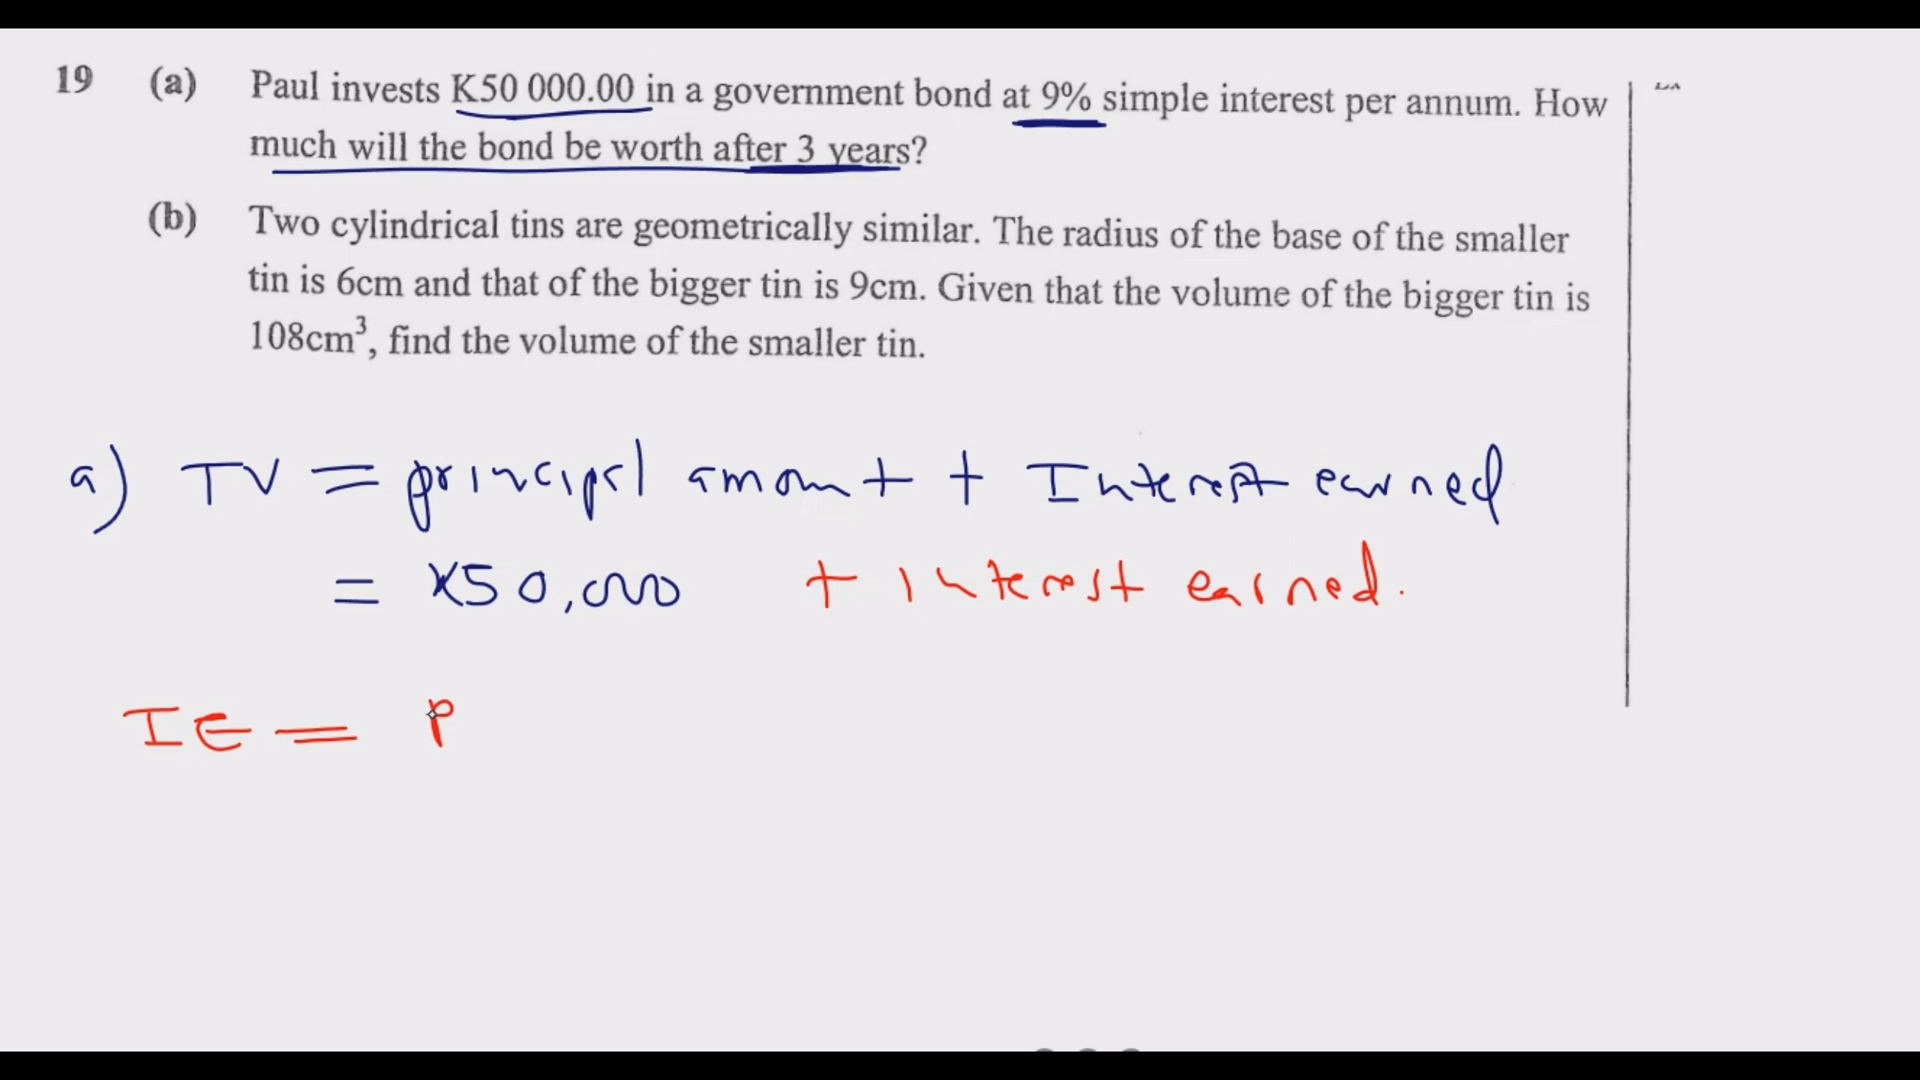 19 (a) Paul invests K50 000.00 in a government bond at 9% simple interest per annum. How
much will the bond be worth after 3 years?
(b) Two cylindrical tins are geometrically similar. The radius of the base of the smaller
tin is 6cm and that of the bigger tin is 9cm. Given that the volume of the bigger tin is
108cm³, find the volume of the smaller tin.
a) TV = principal amount + Interest earned
= K50,000 + interest earned.
IE = P